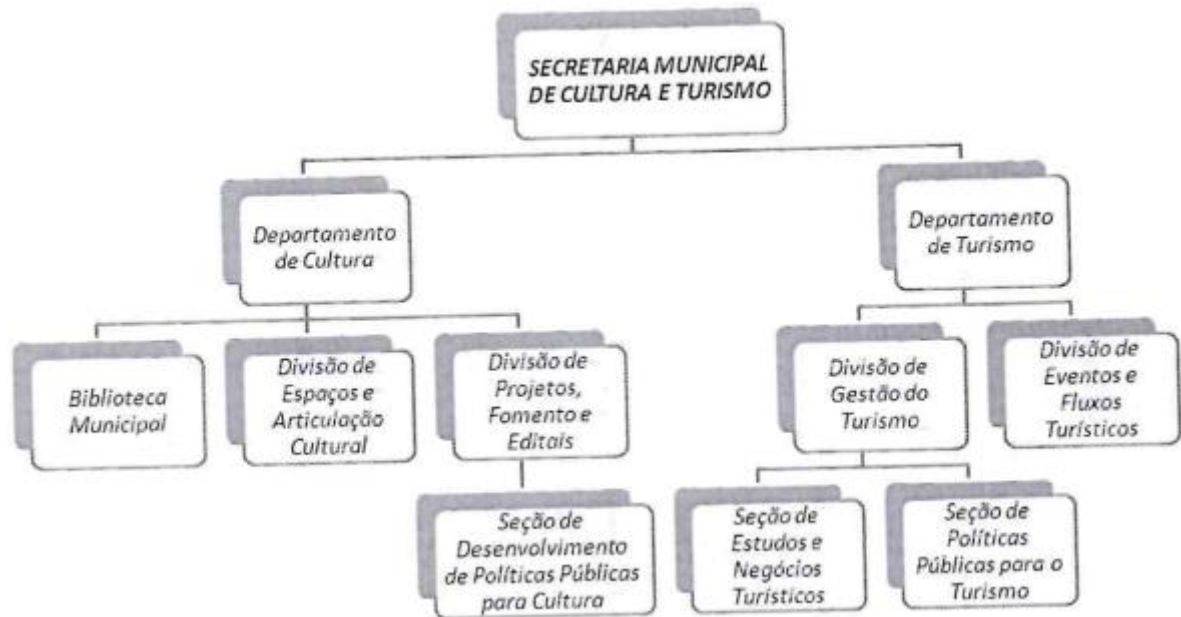 SECRETARIA MUNICIPAL
DE CULTURA E TURISMO
Departamento
de Cultura
Departamento
de Turismo
Biblioteca
Municipal
Divisão de
Espaços e
Articulação
Cultural
Divisão de
Projetos,
Fomento e
Editais
Divisão de
Gestão do
Turismo
Divisão de
Eventos e
Fluxos
Turísticos
Seção de
Desenvolvimento
de Políticas Públicas
para Cultura
Seção de
Estudos e
Negócios
Turísticos
Seção de
Políticas
Públicas para o
Turismo